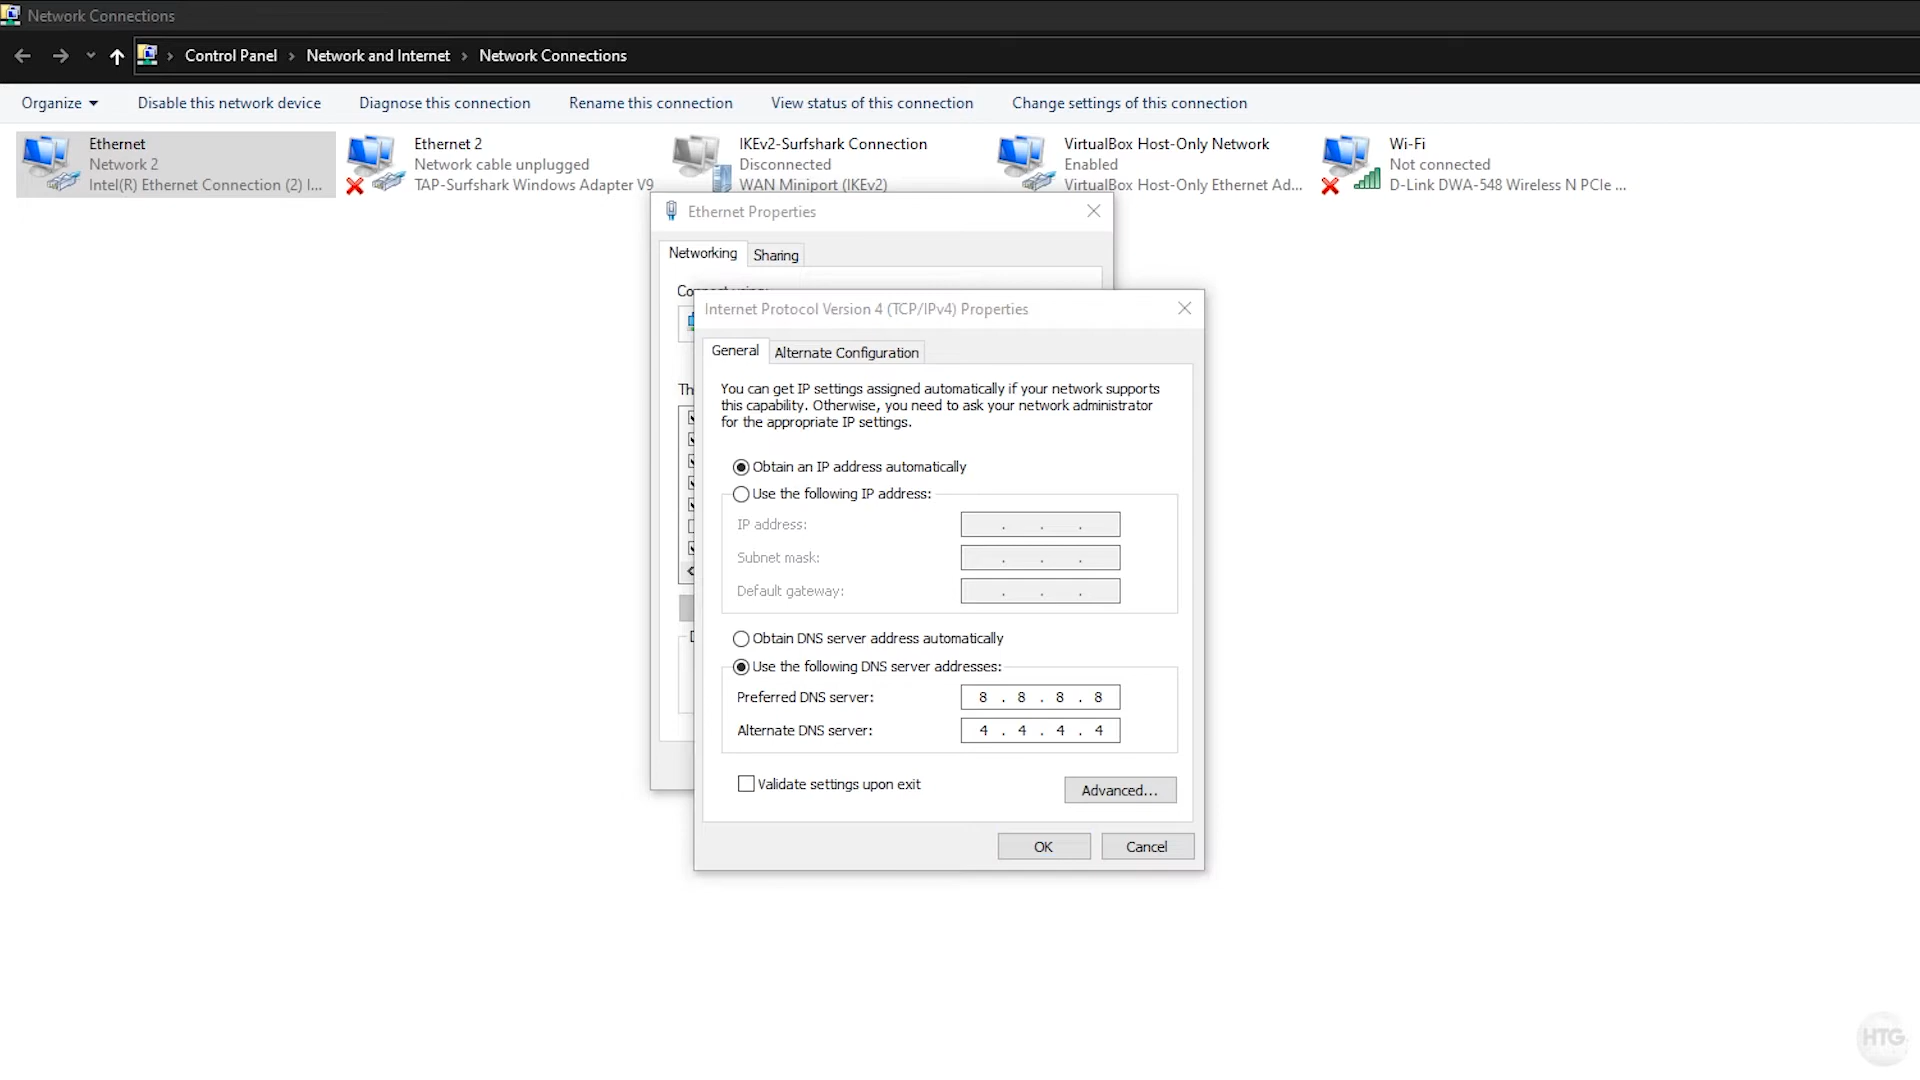 Network Connections
Control Panel > Network and Internet > Network Connections
Organize Disable this network device Diagnose this connection Rename this connection View status of this connection Change settings of this connection
Ethernet
Network 2
Intel(R) Ethernet Connection (2) I...
Ethernet 2
Network cable unplugged
TAP-Surfshark Windows Adapter V9
IKEv2-Surfshark Connection
Disconnected
WAN Miniport (IKEv2)
VirtualBox Host-Only Network
Enabled
VirtualBox Host-Only Ethernet Ad...
Wi-Fi
Not connected
D-Link DWA-548 Wireless N PCIe ...
Ethernet Properties
Networking Sharing
Internet Protocol Version 4 (TCP/IPv4) Properties
General Alternate Configuration
You can get IP settings assigned automatically if your network supports
this capability. Otherwise, you need to ask your network administrator
for the appropriate IP settings.
Obtain an IP address automatically
Use the following IP address:
IP address: . . .
Subnet mask: . . .
Default gateway: . . .
Obtain DNS server address automatically
Use the following DNS server addresses:
Preferred DNS server: 8 . 8 . 8 . 8
Alternate DNS server: 4 . 4 . 4 . 4
Validate settings upon exit
Advanced...
OK Cancel
HTG